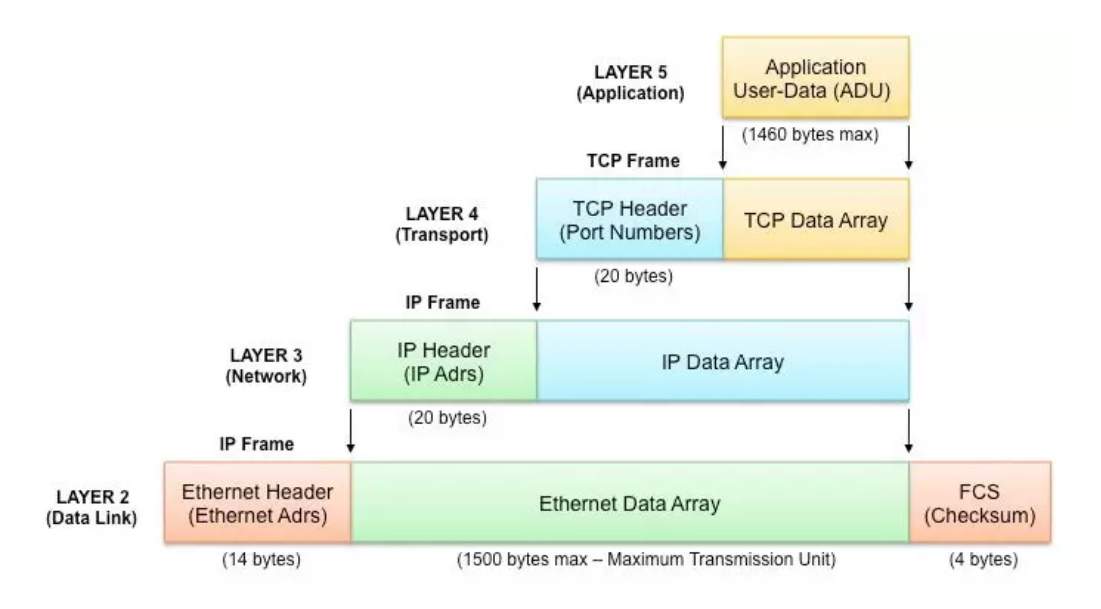 LAYER 5
(Application)
Application
User-Data (ADU)
(1460 bytes max)
TCP Frame
LAYER 4
(Transport)
TCP Header
(Port Numbers)
TCP Data Array
(20 bytes)
IP Frame
LAYER 3
(Network)
IP Header
(IP Adrs)
IP Data Array
(20 bytes)
IP Frame
LAYER 2
(Data Link)
Ethernet Header
(Ethernet Adrs)
Ethernet Data Array
FCS
(Checksum)
(14 bytes)
(1500 bytes max – Maximum Transmission Unit)
(4 bytes)